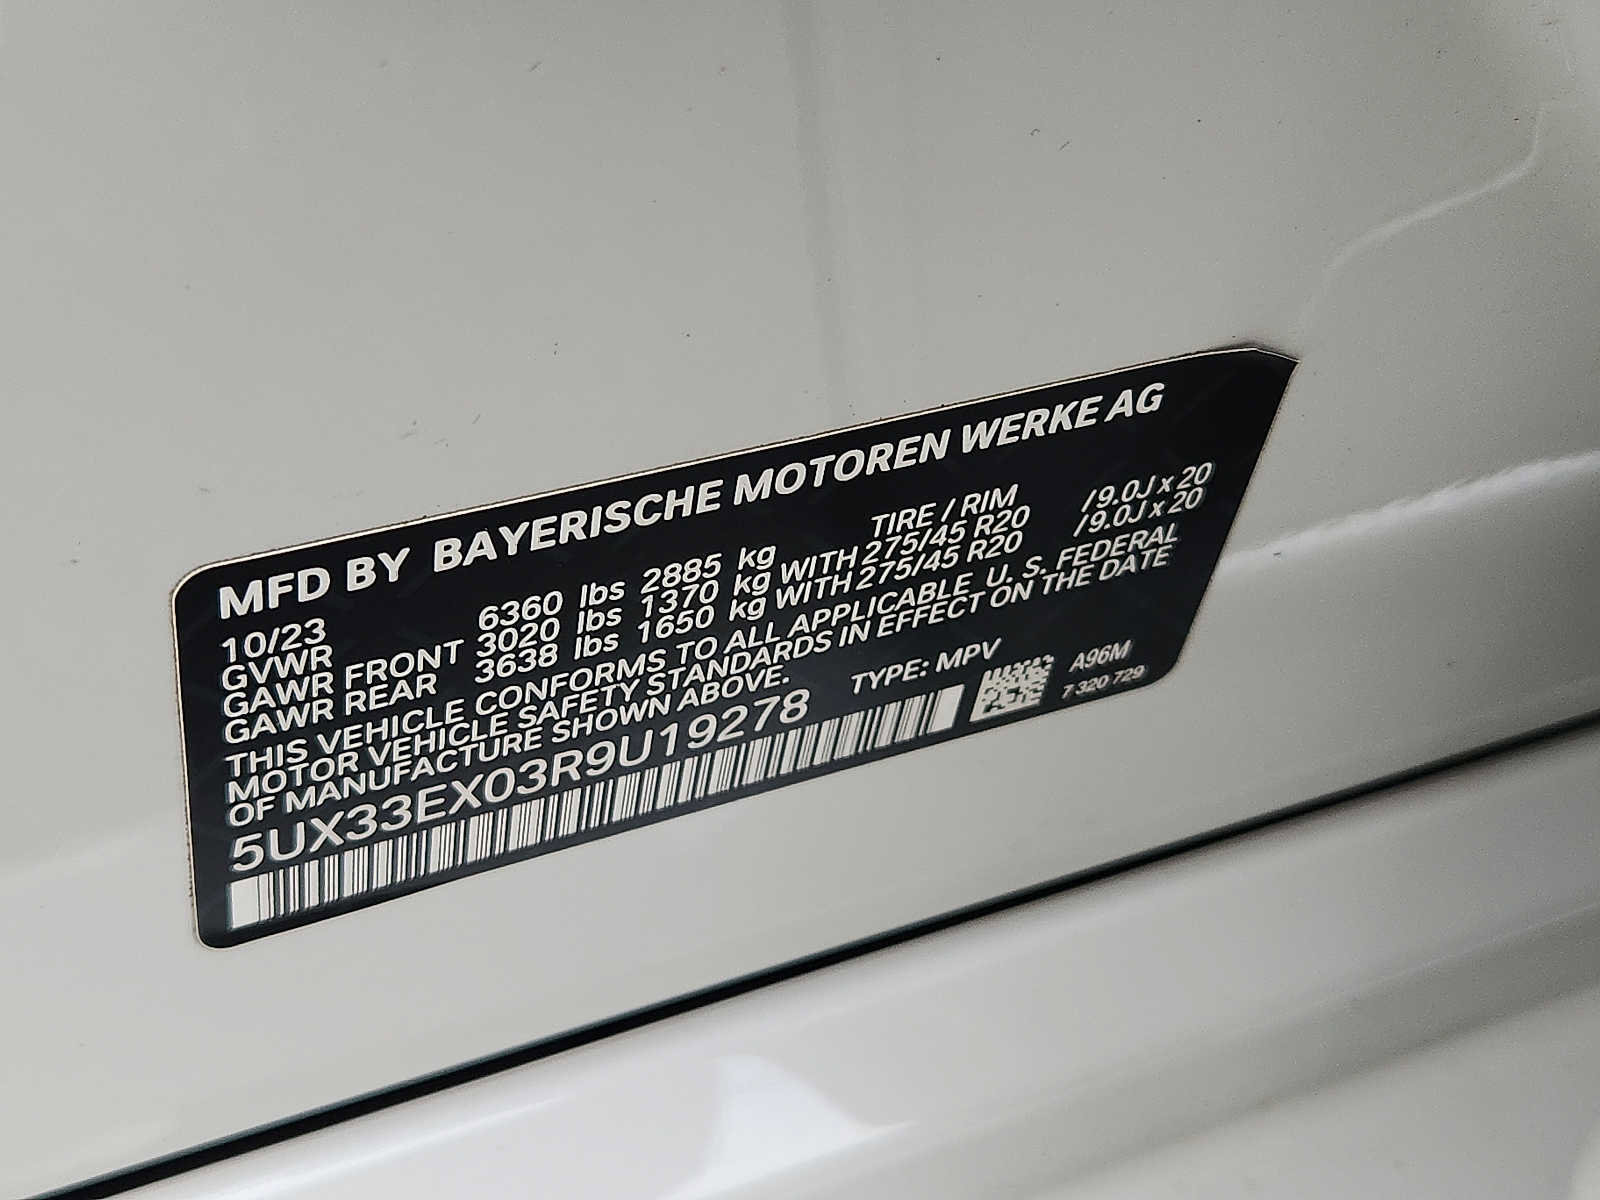 MFD BY BAYERISCHE MOTOREN WERKE AG
10/23 TIRE / RIM
GVWR 6360 lbs 2885 kg
GAWR FRONT 3020 lbs 1370 kg WITH 275/45 R20 /9.0J x 20
GAWR REAR 3638 lbs 1650 kg WITH 275/45 R20 /9.0J x 20
THIS VEHICLE CONFORMS TO ALL APPLICABLE U. S. FEDERAL
MOTOR VEHICLE SAFETY STANDARDS IN EFFECT ON THE DATE
OF MANUFACTURE SHOWN ABOVE.
5UX33EX03R9U19278 TYPE: MPV
A96M
7 320 729